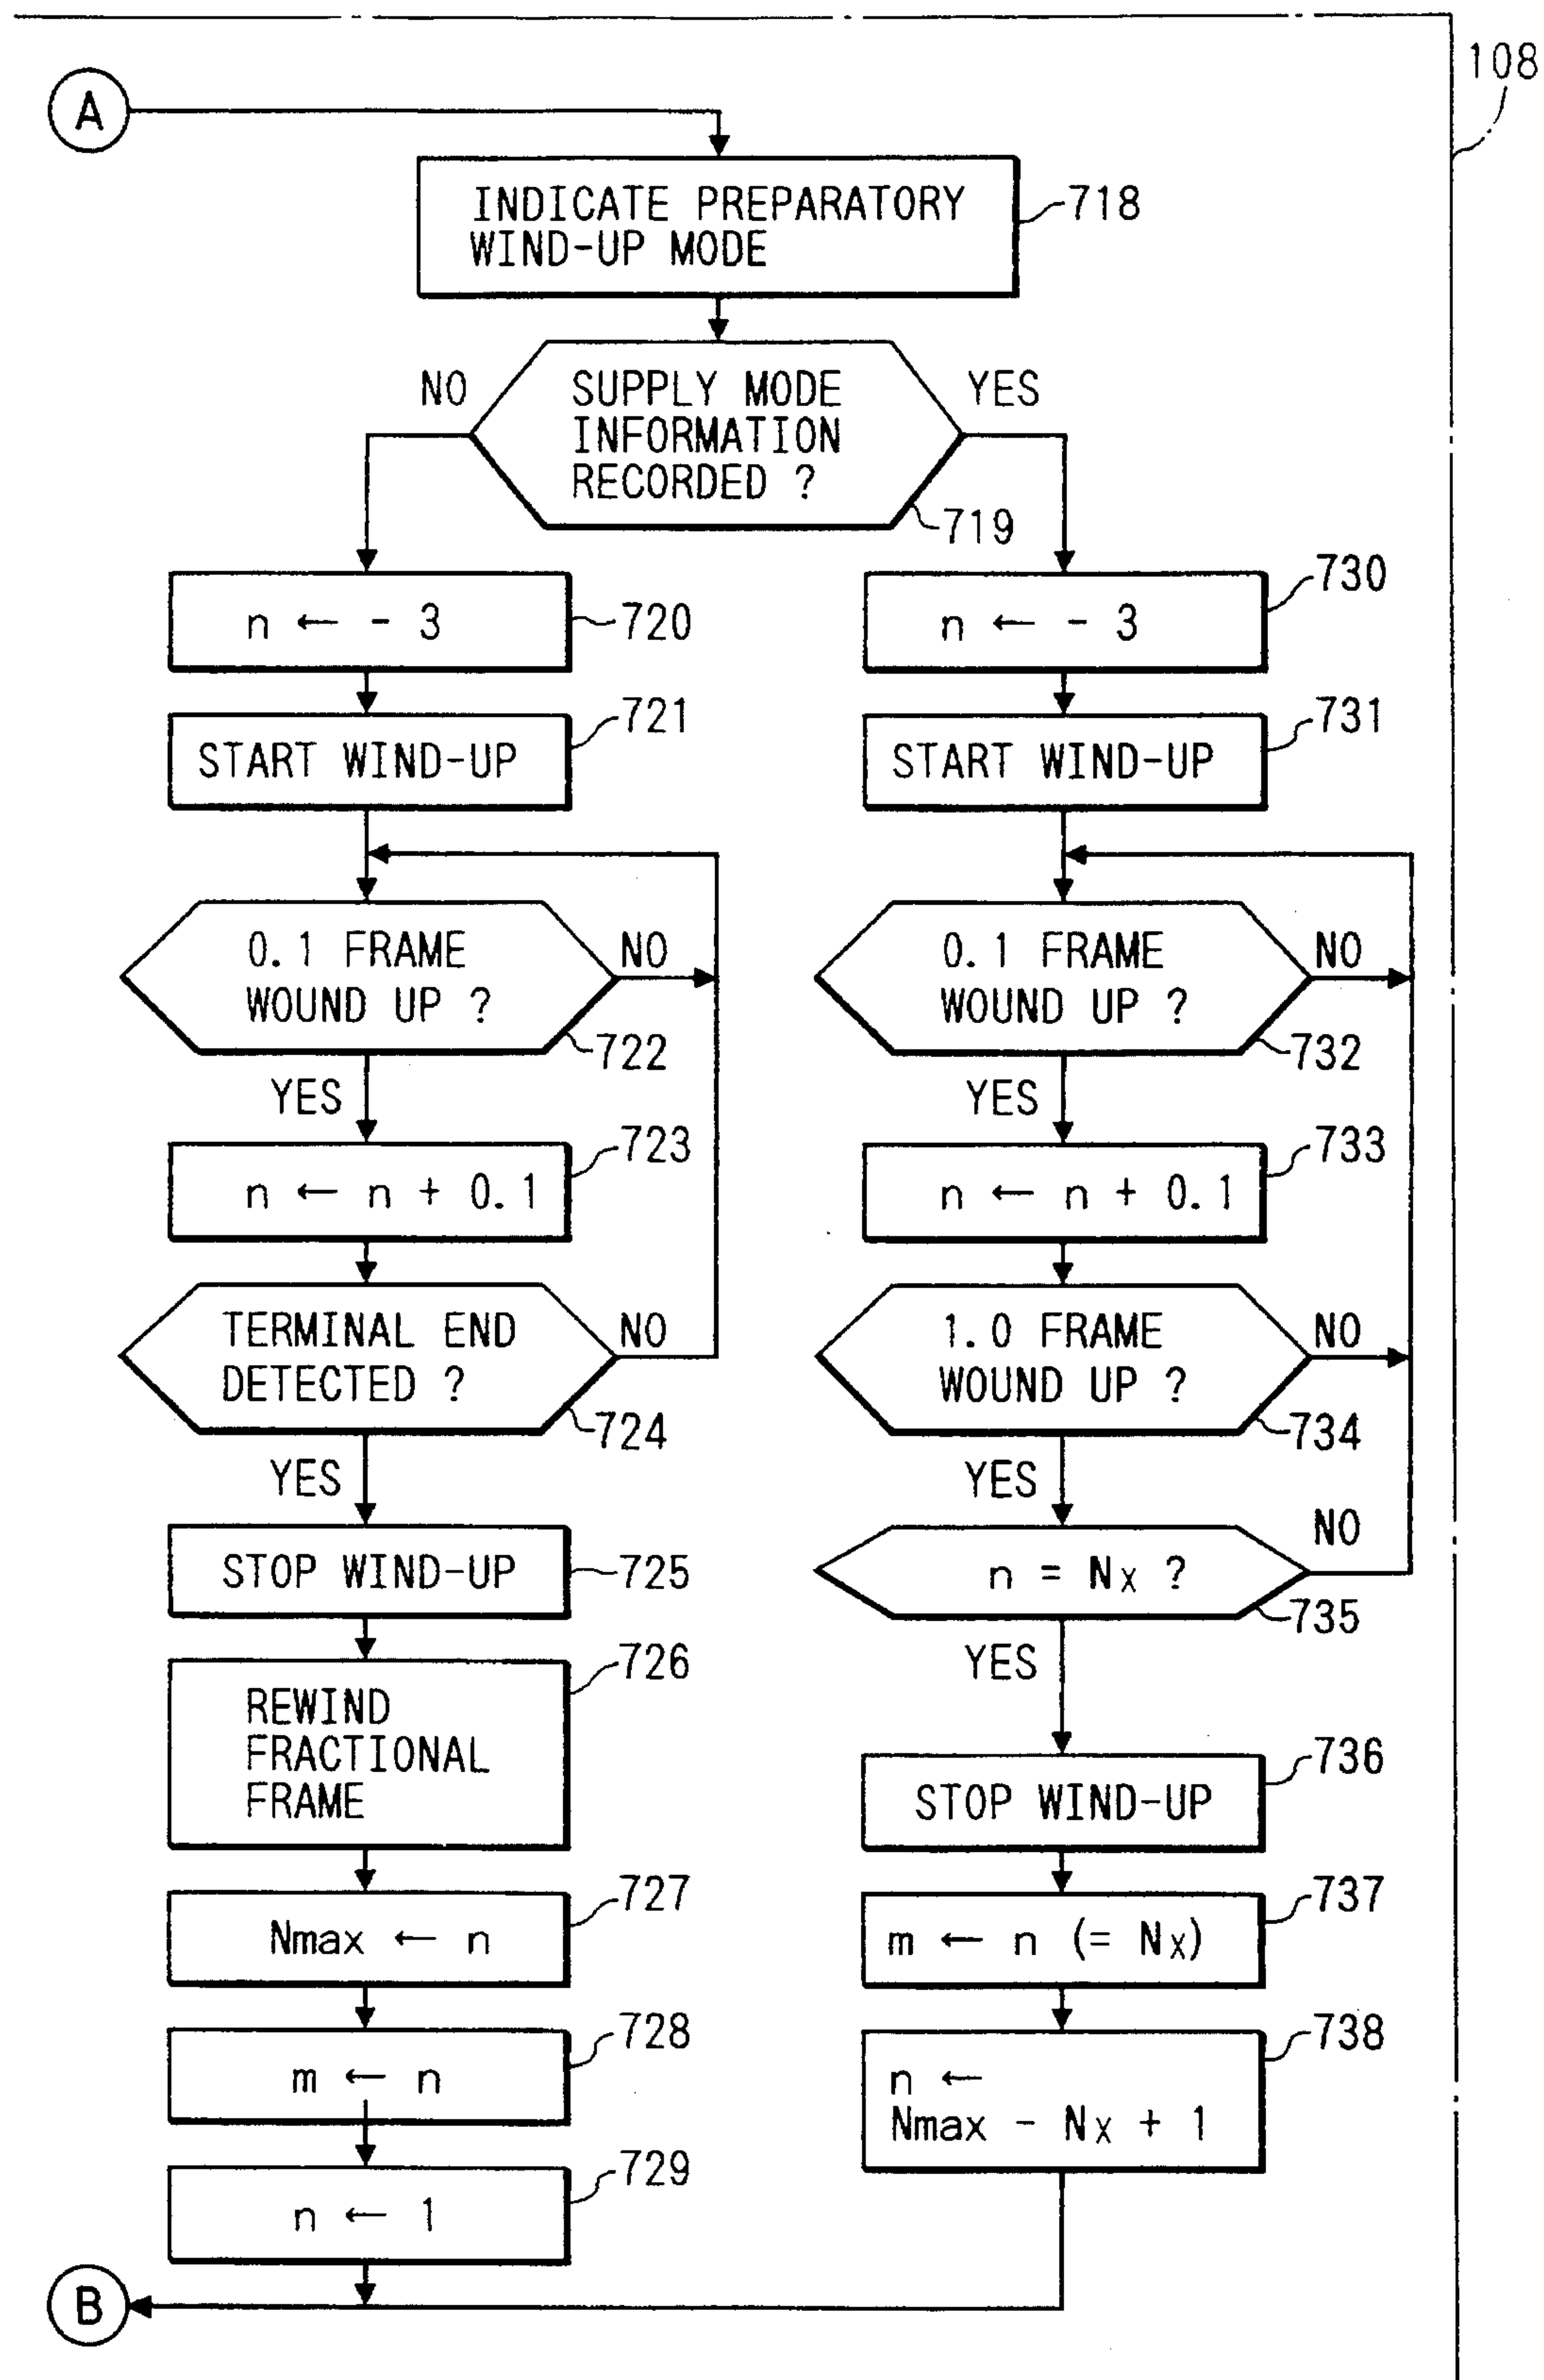 108
A
INDICATE PREPARATORY
WIND-UP MODE
718
NO
SUPPLY MODE
INFORMATION
RECORDED ?
YES
719
n ← - 3
720
START WIND-UP
721
0.1 FRAME
WOUND UP ?
NO
722
YES
n ← n + 0.1
723
TERMINAL END
DETECTED ?
NO
724
YES
STOP WIND-UP
725
REWIND
FRACTIONAL
FRAME
726
Nmax ← n
727
m ← n
728
n ← 1
729
n ← - 3
730
START WIND-UP
731
0.1 FRAME
WOUND UP ?
NO
732
YES
n ← n + 0.1
733
1.0 FRAME
WOUND UP ?
NO
734
YES
n = Nx ?
NO
735
YES
STOP WIND-UP
736
m ← n (= Nx)
737
n ←
Nmax - Nx + 1
738
B